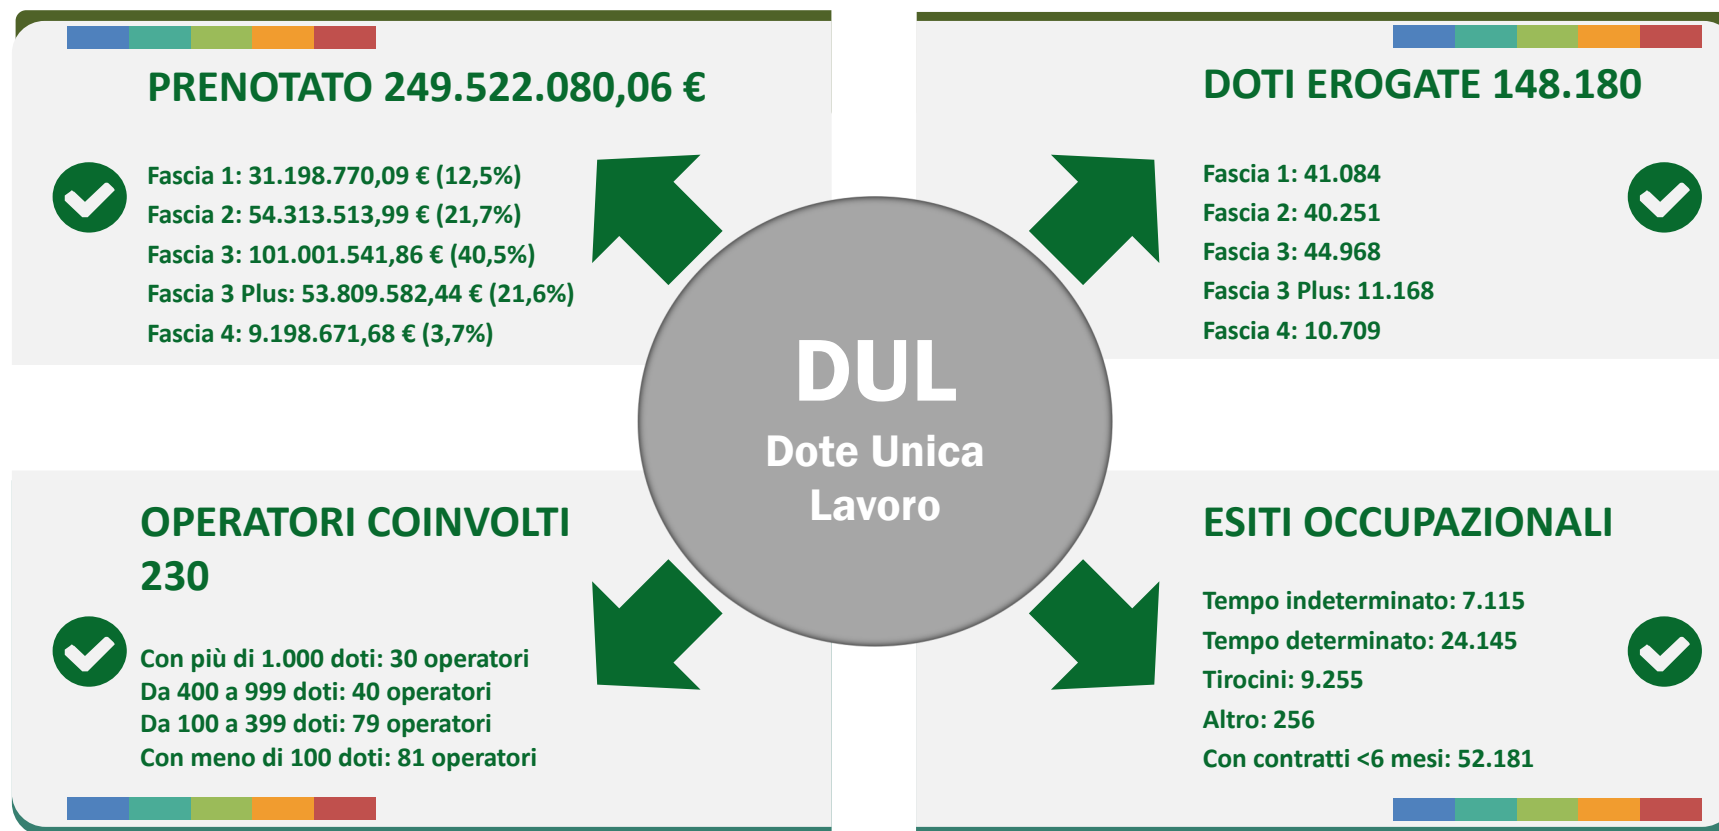 PRENOTATO 249.522.080,06 €
Fascia 1: 31.198.770,09 € (12,5%)
Fascia 2: 54.313.513,99 € (21,7%)
Fascia 3: 101.001.541,86 € (40,5%)
Fascia 3 Plus: 53.809.582,44 € (21,6%)
Fascia 4: 9.198.671,68 € (3,7%)
DOTI EROGATE 148.180
Fascia 1: 41.084
Fascia 2: 40.251
Fascia 3: 44.968
Fascia 3 Plus: 11.168
Fascia 4: 10.709
DUL
Dote Unica
Lavoro
OPERATORI COINVOLTI
230
Con più di 1.000 doti: 30 operatori
Da 400 a 999 doti: 40 operatori
Da 100 a 399 doti: 79 operatori
Con meno di 100 doti: 81 operatori
ESITI OCCUPAZIONALI
Tempo indeterminato: 7.115
Tempo determinato: 24.145
Tirocini: 9.255
Altro: 256
Con contratti <6 mesi: 52.181